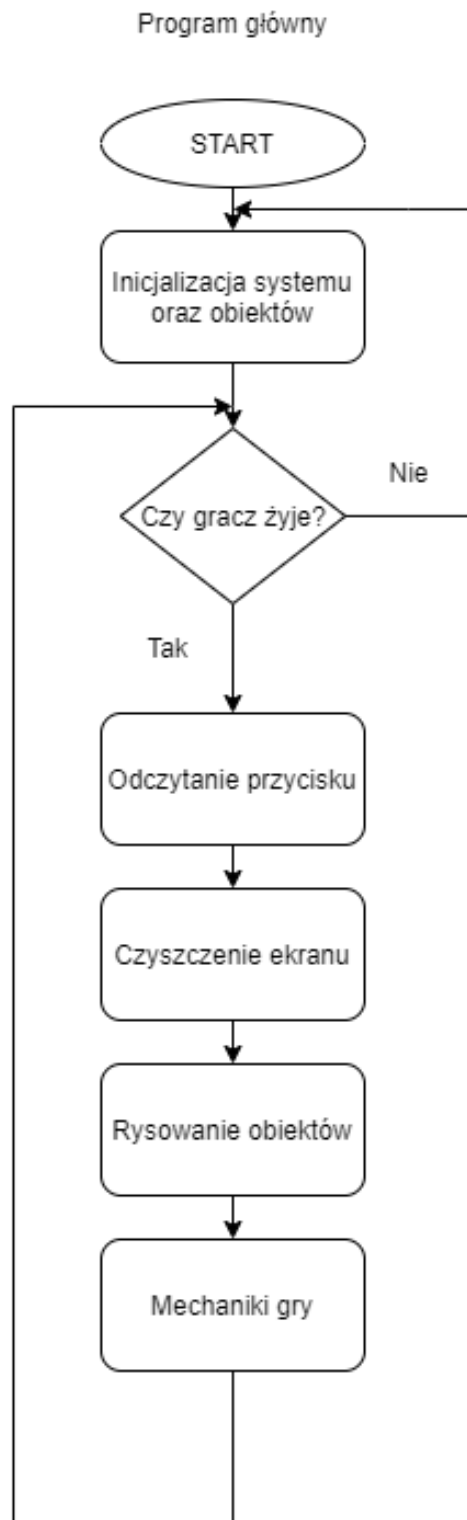 Program główny
START
Inicjalizacja systemu
oraz obiektów
Czy gracz żyje?
Nie
Tak
Odczytanie przycisku
Czyszczenie ekranu
Rysowanie obiektów
Mechaniki gry